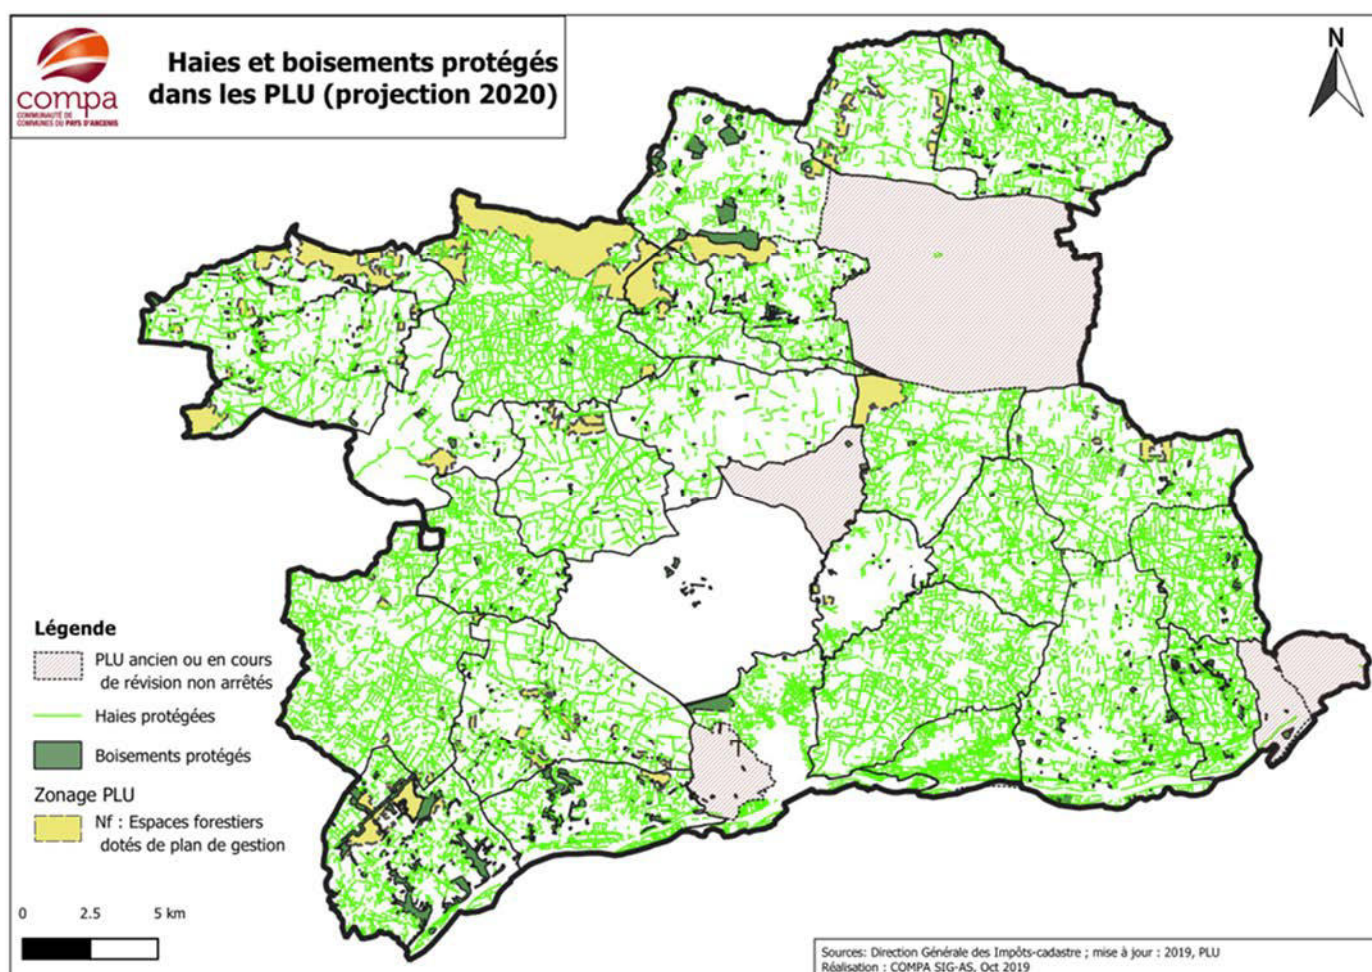 compa
COMMUNAUTÉ DE
COMMUNES DU PAYS D'ANCENIS
Haies et boisements protégés
dans les PLU (projection 2020)
N
Légende
PLU ancien ou en cours
de révision non arrêtés
Haies protégées
Boisements protégés
Zonage PLU
Nf : Espaces forestiers
dotés de plan de gestion
0 2.5 5 km
Sources: Direction Générale des Impôts-cadastre ; mise à jour : 2019, PLU
Réalisation : COMPA SIG-AS, Oct 2019